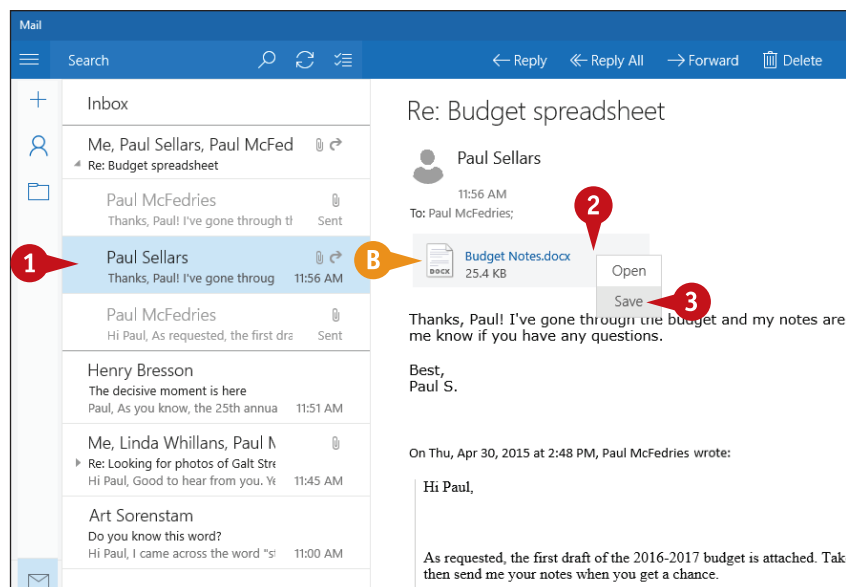 Mail
Search
Reply
Reply All
Forward
Delete
Inbox
Me, Paul Sellars, Paul McFed
Re: Budget spreadsheet
Paul McFedries
Thanks, Paul! I've gone through th
Sent
1
Paul Sellars
Thanks, Paul! I've gone throug
11:56 AM
Paul McFedries
Hi Paul, As requested, the first dra
Sent
Henry Bresson
The decisive moment is here
Paul, As you know, the 25th annua
11:51 AM
Me, Linda Whillans, Paul
Re: Looking for photos of Galt Stre
Hi Paul, Good to hear from you. Ye
11:45 AM
Art Sorenstam
Do you know this word?
Hi Paul, I came across the word "st
11:00 AM
Re: Budget spreadsheet
Paul Sellars
11:56 AM
To: Paul McFedries;
2
B
DOCX
Budget Notes.docx
25.4 KB
Open
Save
3
Thanks, Paul! I've gone through the budget and my notes are
me know if you have any questions.
Best,
Paul S.
On Thu, Apr 30, 2015 at 2:48 PM, Paul McFedries wrote:
Hi Paul,
As requested, the first draft of the 2016-2017 budget is attached. Tak
then send me your notes when you get a chance.